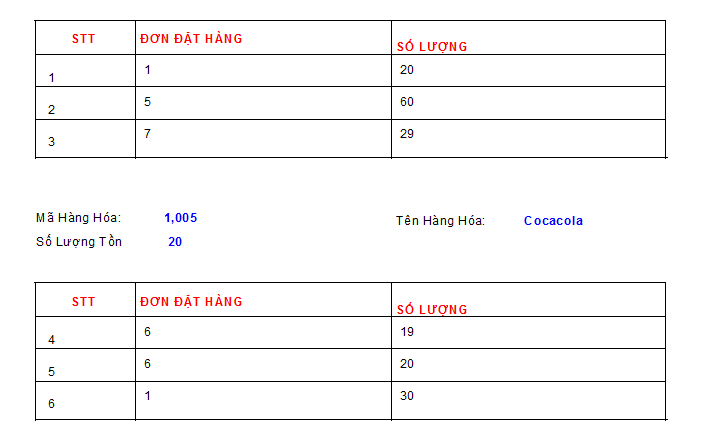 STT ĐƠN ĐẶT HÀNG SỐ LƯỢNG
1 1 20
2 5 60
3 7 29
Mã Hàng Hóa: 1,005 Tên Hàng Hóa: Cocacola
Số Lượng Tồn 20
STT ĐƠN ĐẶT HÀNG SỐ LƯỢNG
4 6 19
5 6 20
6 1 30